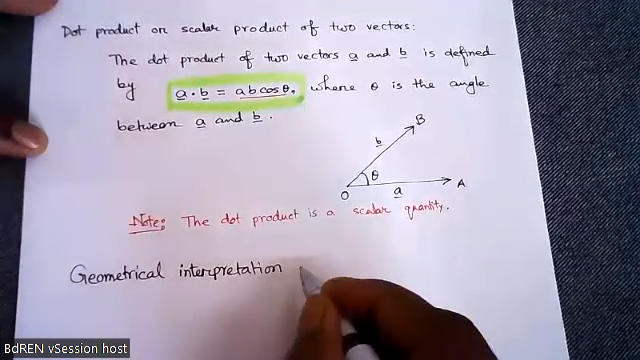 Dot product or scalar product of two vectors:
The dot product of two vectors a and b is defined
by a · b = ab cosθ, where θ is the angle
between a and b.
B
b
θ
O
a
A
Note: The dot product is a scalar quantity.
Geometrical interpretation
BdREN vSession host